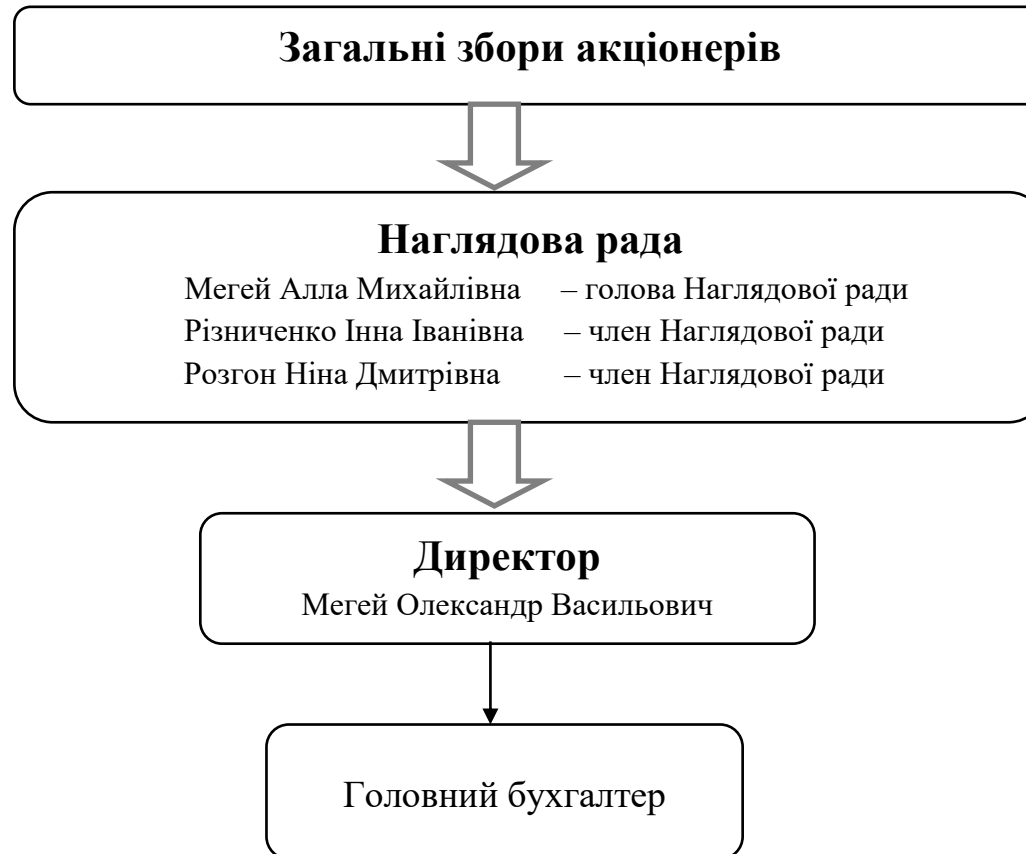 Загальні збори акціонерів
Наглядова рада
Мегей Алла Михайлівна – голова Наглядової ради
Різниченко Інна Іванівна – член Наглядової ради
Розгон Ніна Дмитрівна – член Наглядової ради
Директор
Мегей Олександр Васильович
Головний бухгалтер